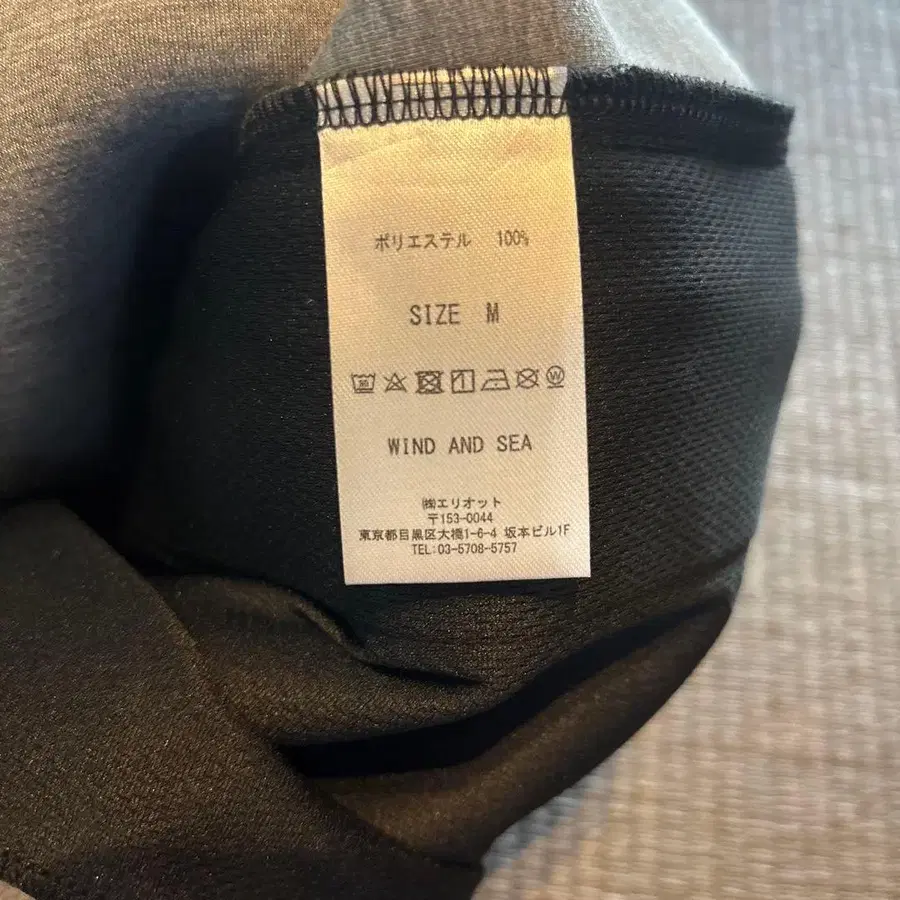 ポリエステル 100%
SIZE M
WIND AND SEA
㈱エリオット
〒153-0044
東京都目黒区大橋1-6-4 坂本ビル1F
TEL:03-5708-5757